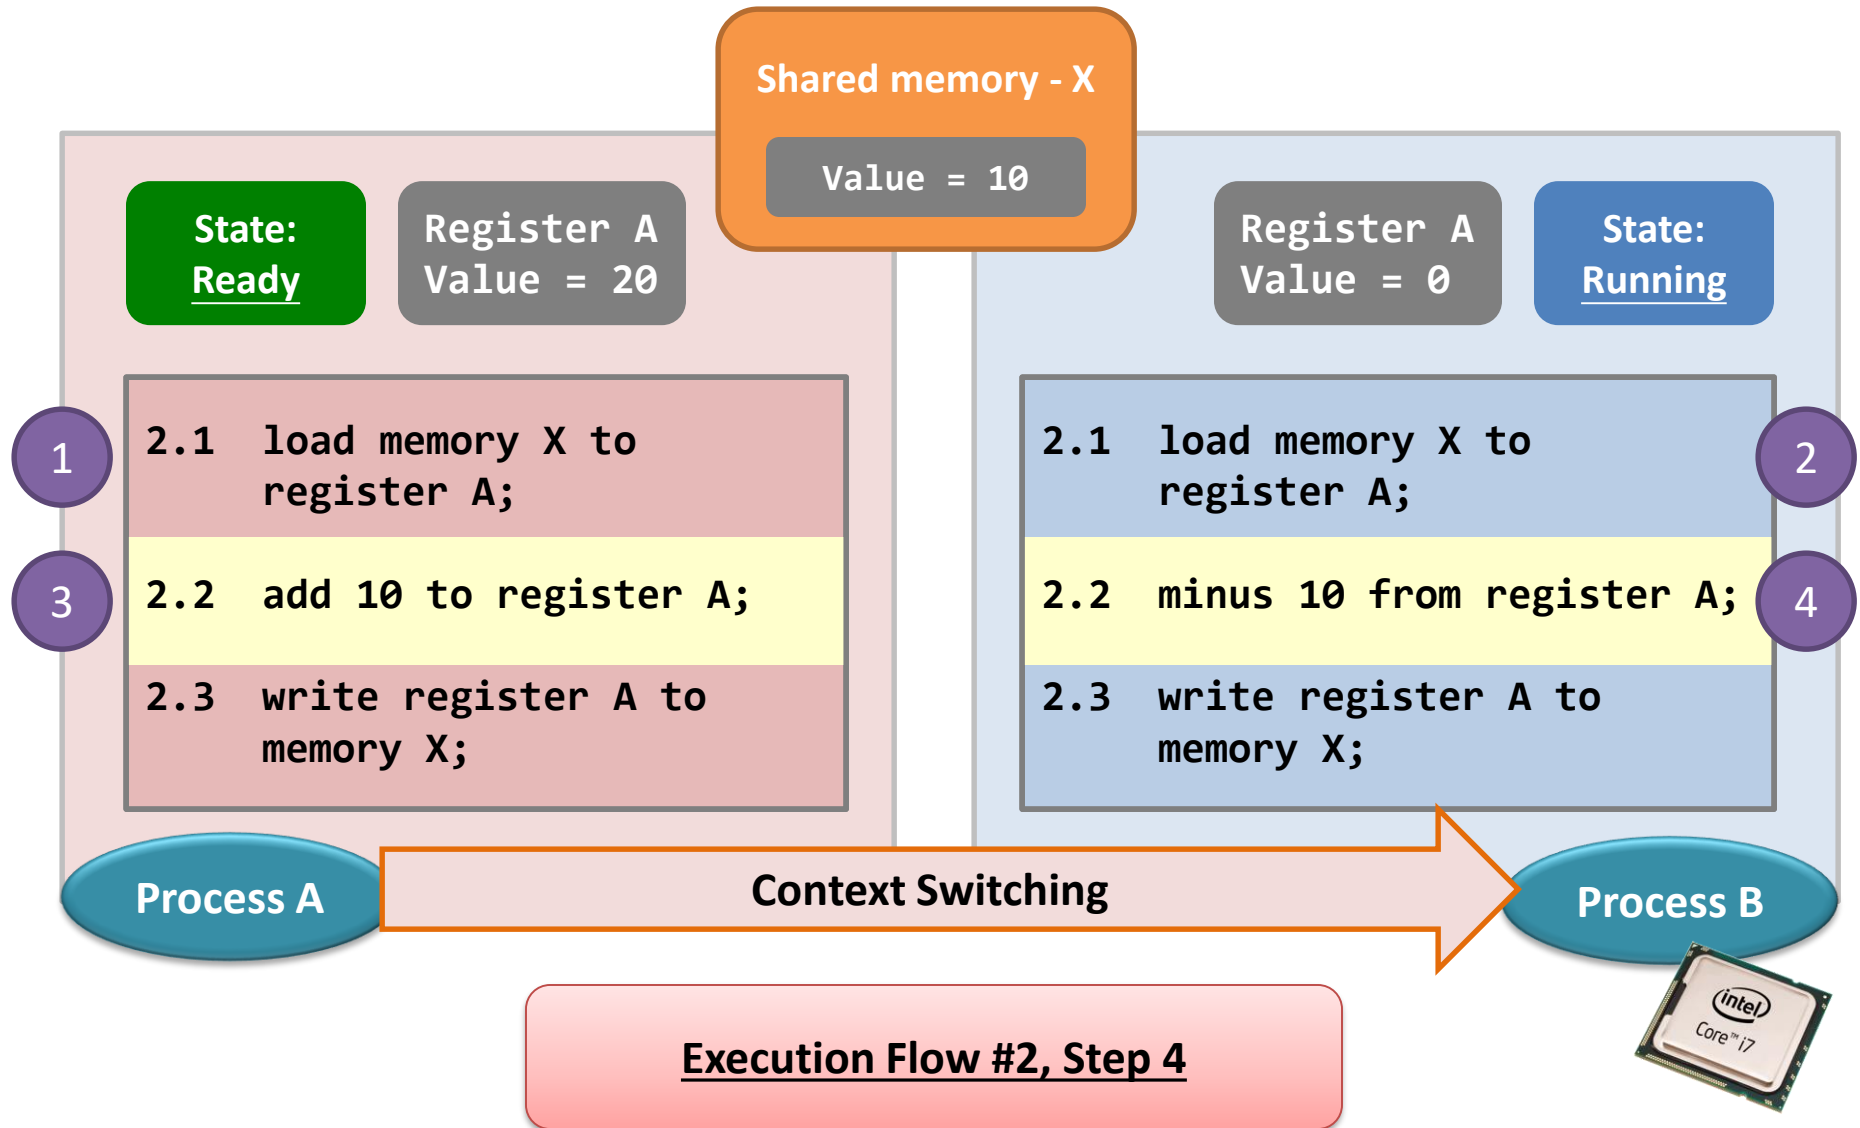 Shared memory - X
Value = 10
State:
Ready
Register A
Value = 20
Register A
Value = 0
State:
Running
1
2.1 load memory X to
register A;
3
2.2 add 10 to register A;
2.3 write register A to
memory X;
2.1 load memory X to
register A;
2
2.2 minus 10 from register A;
4
2.3 write register A to
memory X;
Process A
Context Switching
Process B
Execution Flow #2, Step 4
intel
Core™ i7